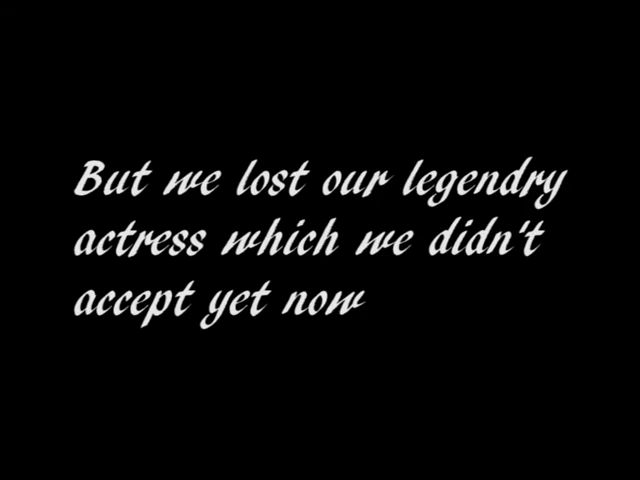 But we lost our legendry
actress which we didn't
accept yet now